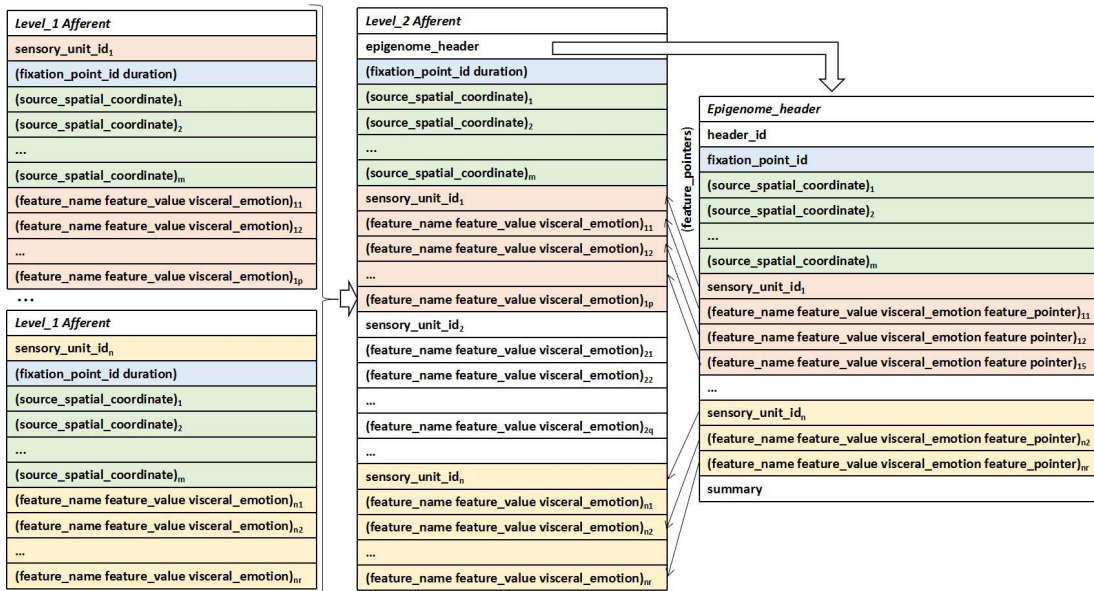 Level_1 Afferent
sensory_unit_id₁
(fixation_point_id duration)
(source_spatial_coordinate)₁
(source_spatial_coordinate)₂
...
(source_spatial_coordinate)ₘ
(feature_name feature_value visceral_emotion)₁₁
(feature_name feature_value visceral_emotion)₁₂
...
(feature_name feature_value visceral_emotion)₁ₚ
...
Level_1 Afferent
sensory_unit_idₙ
(fixation_point_id duration)
(source_spatial_coordinate)₁
(source_spatial_coordinate)₂
...
(source_spatial_coordinate)ₘ
(feature_name feature_value visceral_emotion)ₙ₁
(feature_name feature_value visceral_emotion)ₙ₂
...
(feature_name feature_value visceral_emotion)ₙᵣ
Level_2 Afferent
epigenome_header
(fixation_point_id duration)
(source_spatial_coordinate)₁
(source_spatial_coordinate)₂
...
(source_spatial_coordinate)ₘ
sensory_unit_id₁
(feature_name feature_value visceral_emotion)₁₁
(feature_name feature_value visceral_emotion)₁₂
...
(feature_name feature_value visceral_emotion)₁ₚ
sensory_unit_id₂
(feature_name feature_value visceral_emotion)₂₁
(feature_name feature_value visceral_emotion)₂₂
...
(feature_name feature_value visceral_emotion)2q
...
sensory_unit_idₙ
(feature_name feature_value visceral_emotion)ₙ₁
(feature_name feature_value visceral_emotion)ₙ₂
...
(feature_name feature_value visceral_emotion)ₙᵣ
(feature_pointers)
Epigenome_header
header_id
fixation_point_id
(source_spatial_coordinate)₁
(source_spatial_coordinate)₂
...
(source_spatial_coordinate)ₘ
sensory_unit_id₁
(feature_name feature_value visceral_emotion feature_pointer)₁₁
(feature_name feature_value visceral_emotion feature pointer)₁₂
(feature_name feature_value visceral_emotion feature pointer)₁₅
...
sensory_unit_idₙ
(feature_name feature_value visceral_emotion feature_pointer)ₙ₂
(feature_name feature_value visceral_emotion feature_pointer)ₙᵣ
summary